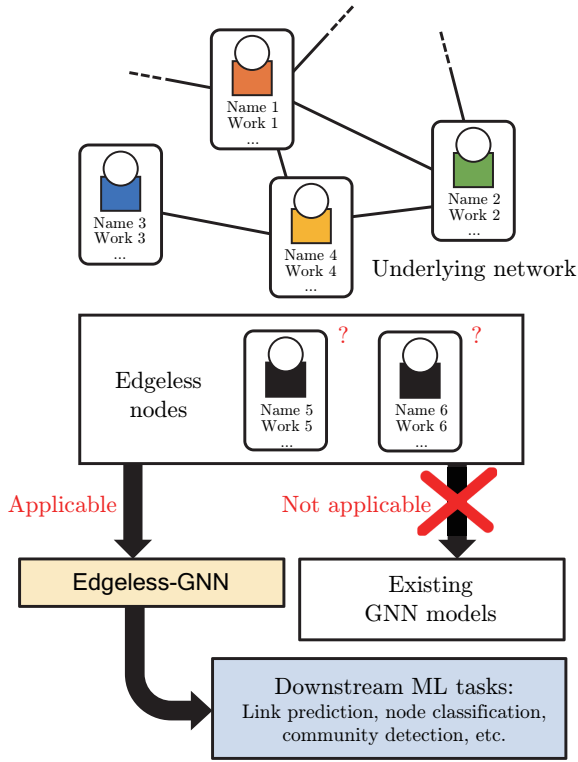 Name 1
Work 1
...
Name 2
Work 2
...
Name 3
Work 3
...
Name 4
Work 4
...
Underlying network
Edgeless
nodes
?
Name 5
Work 5
...
?
Name 6
Work 6
...
Applicable
Not applicable
Edgeless-GNN
Existing
GNN models
Downstream ML tasks:
Link prediction, node classification,
community detection, etc.